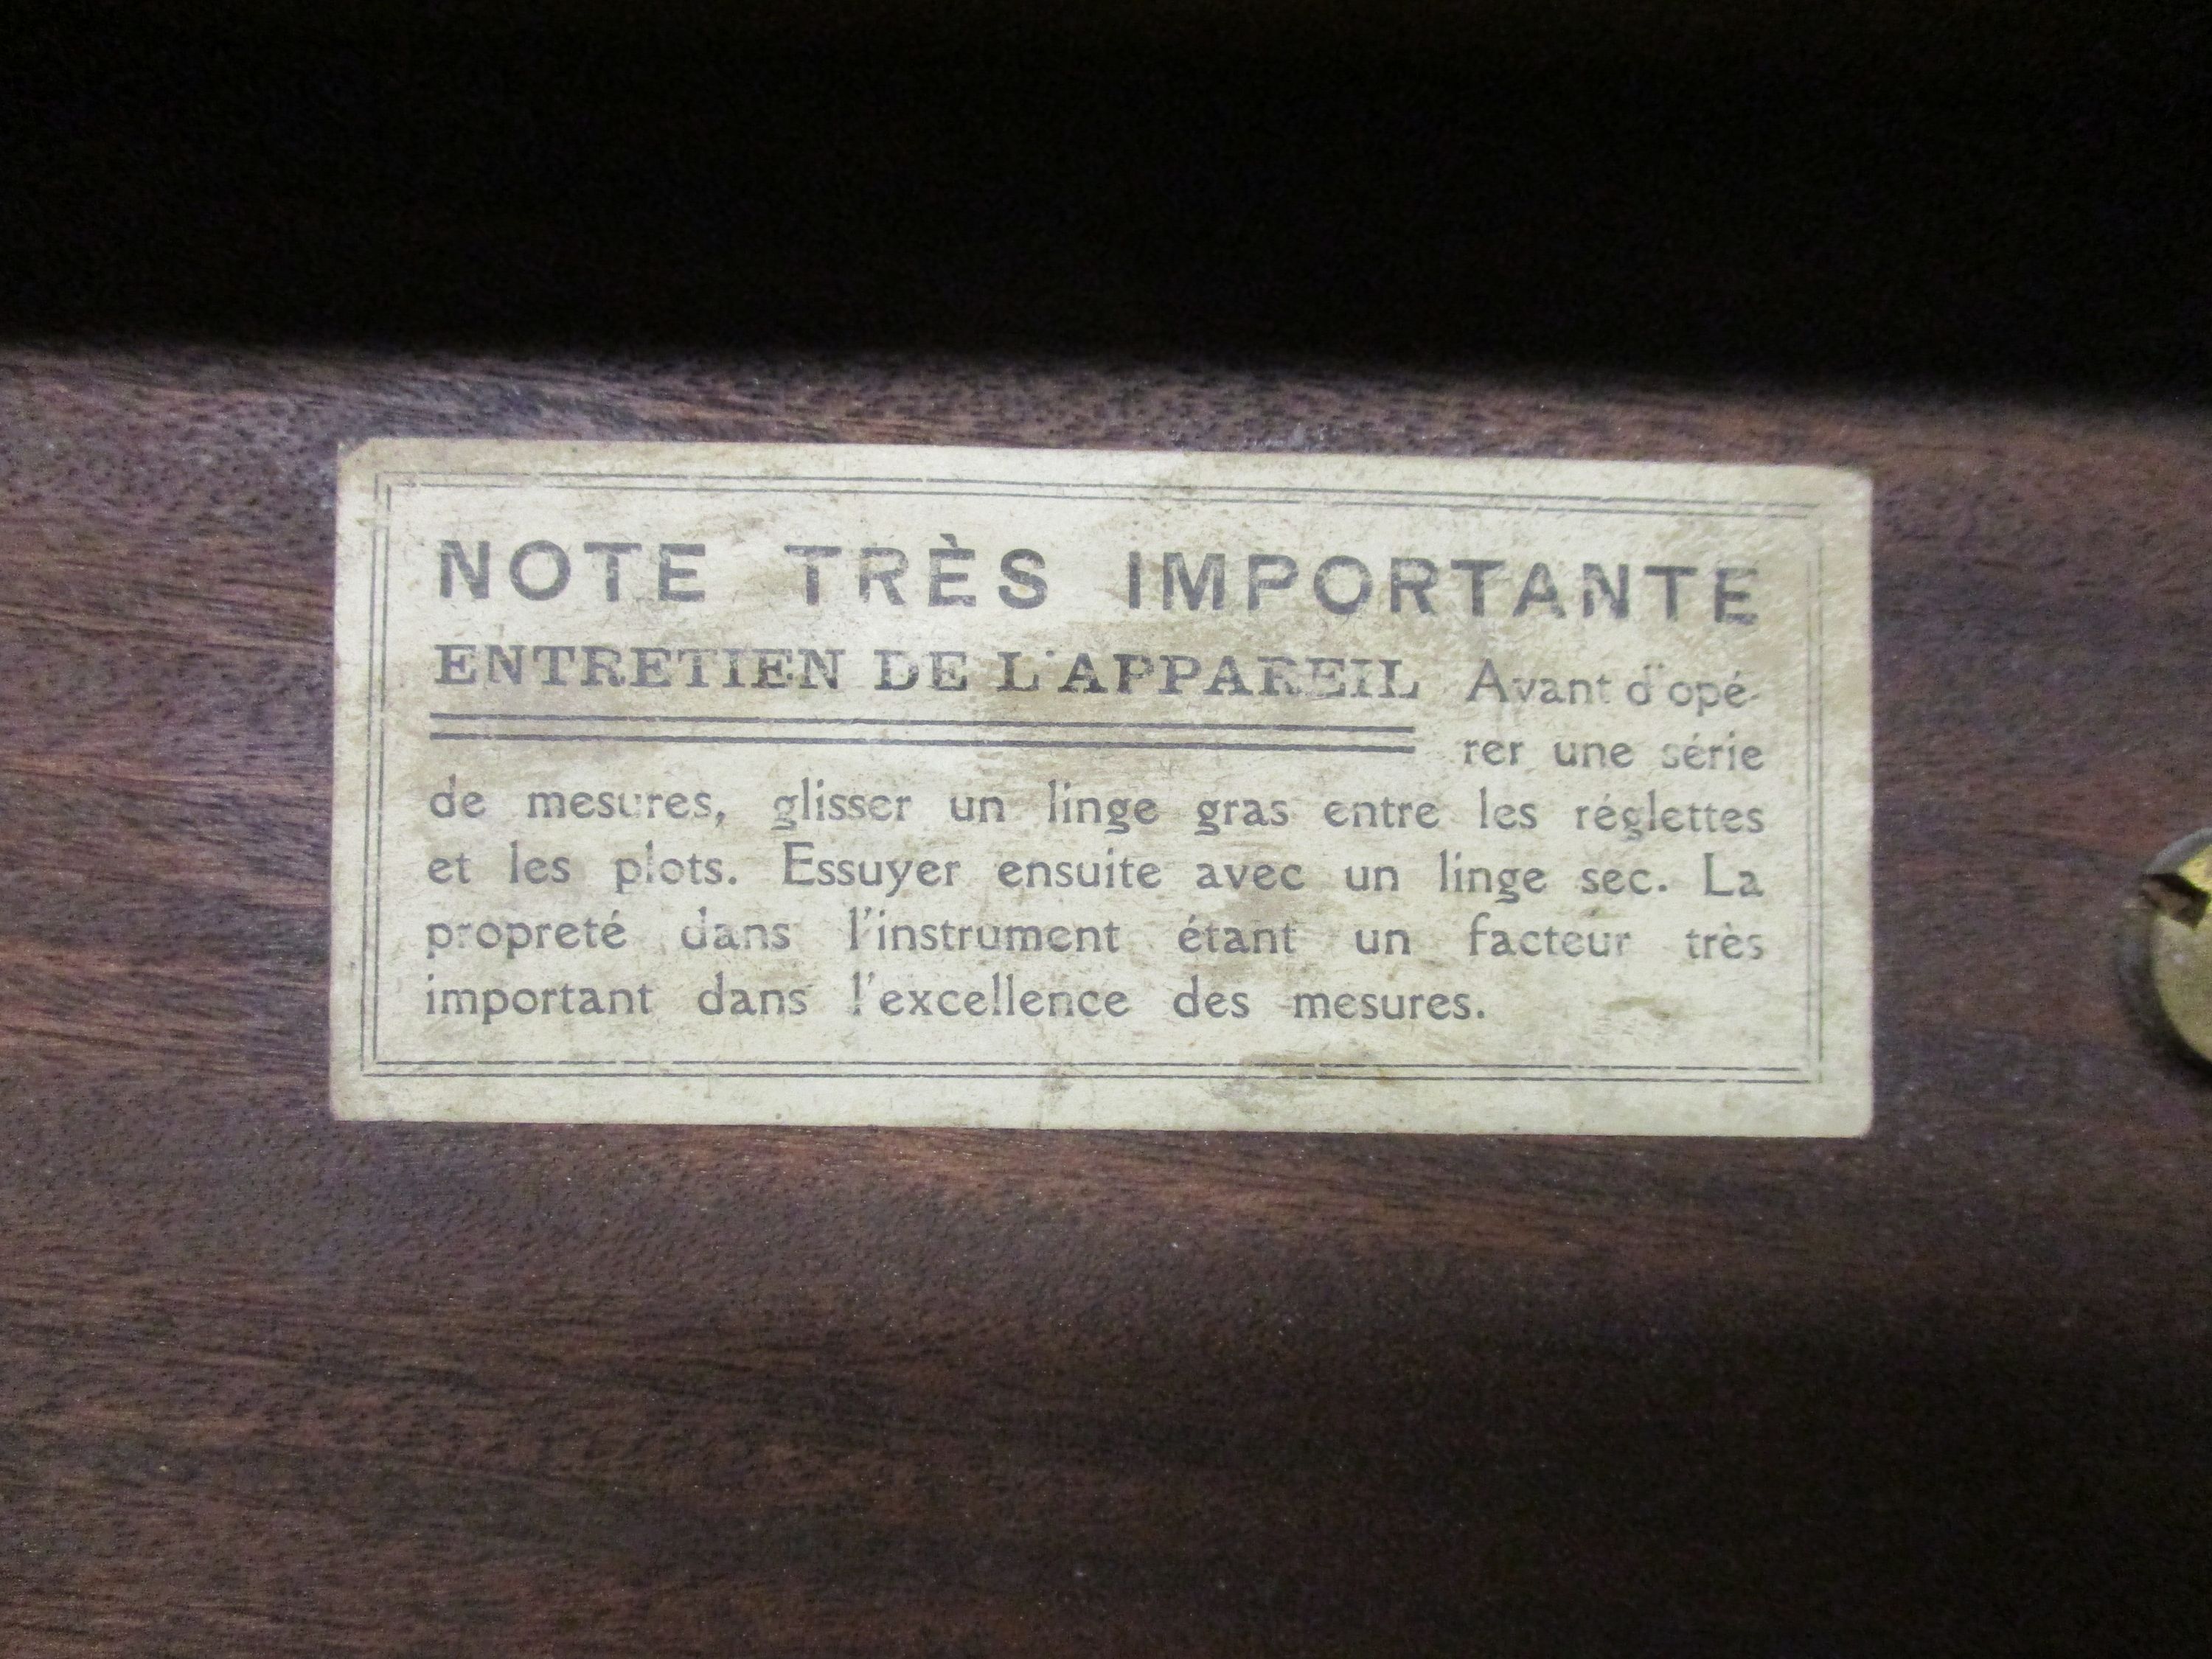 NOTE TRÈS IMPORTANTE
ENTRETIEN DE L'APPAREIL Avant d'opé-
rer une série
de mesures, glisser un linge gras entre les réglettes
et les plots. Essuyer ensuite avec un linge sec. La
propreté dans l'instrument étant un facteur très
important dans l'excellence des mesures.